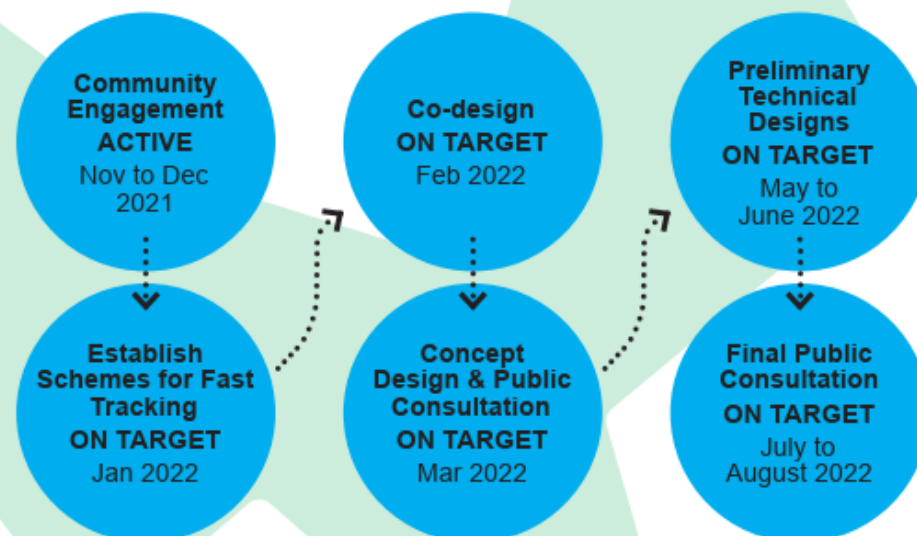 Community
Engagement
ACTIVE
Nov to Dec
2021
Establish
Schemes for Fast
Tracking
ON TARGET
Jan 2022
Co-design
ON TARGET
Feb 2022
Concept
Design & Public
Consultation
ON TARGET
Mar 2022
Preliminary
Technical
Designs
ON TARGET
May to
June 2022
Final Public
Consultation
ON TARGET
July to
August 2022